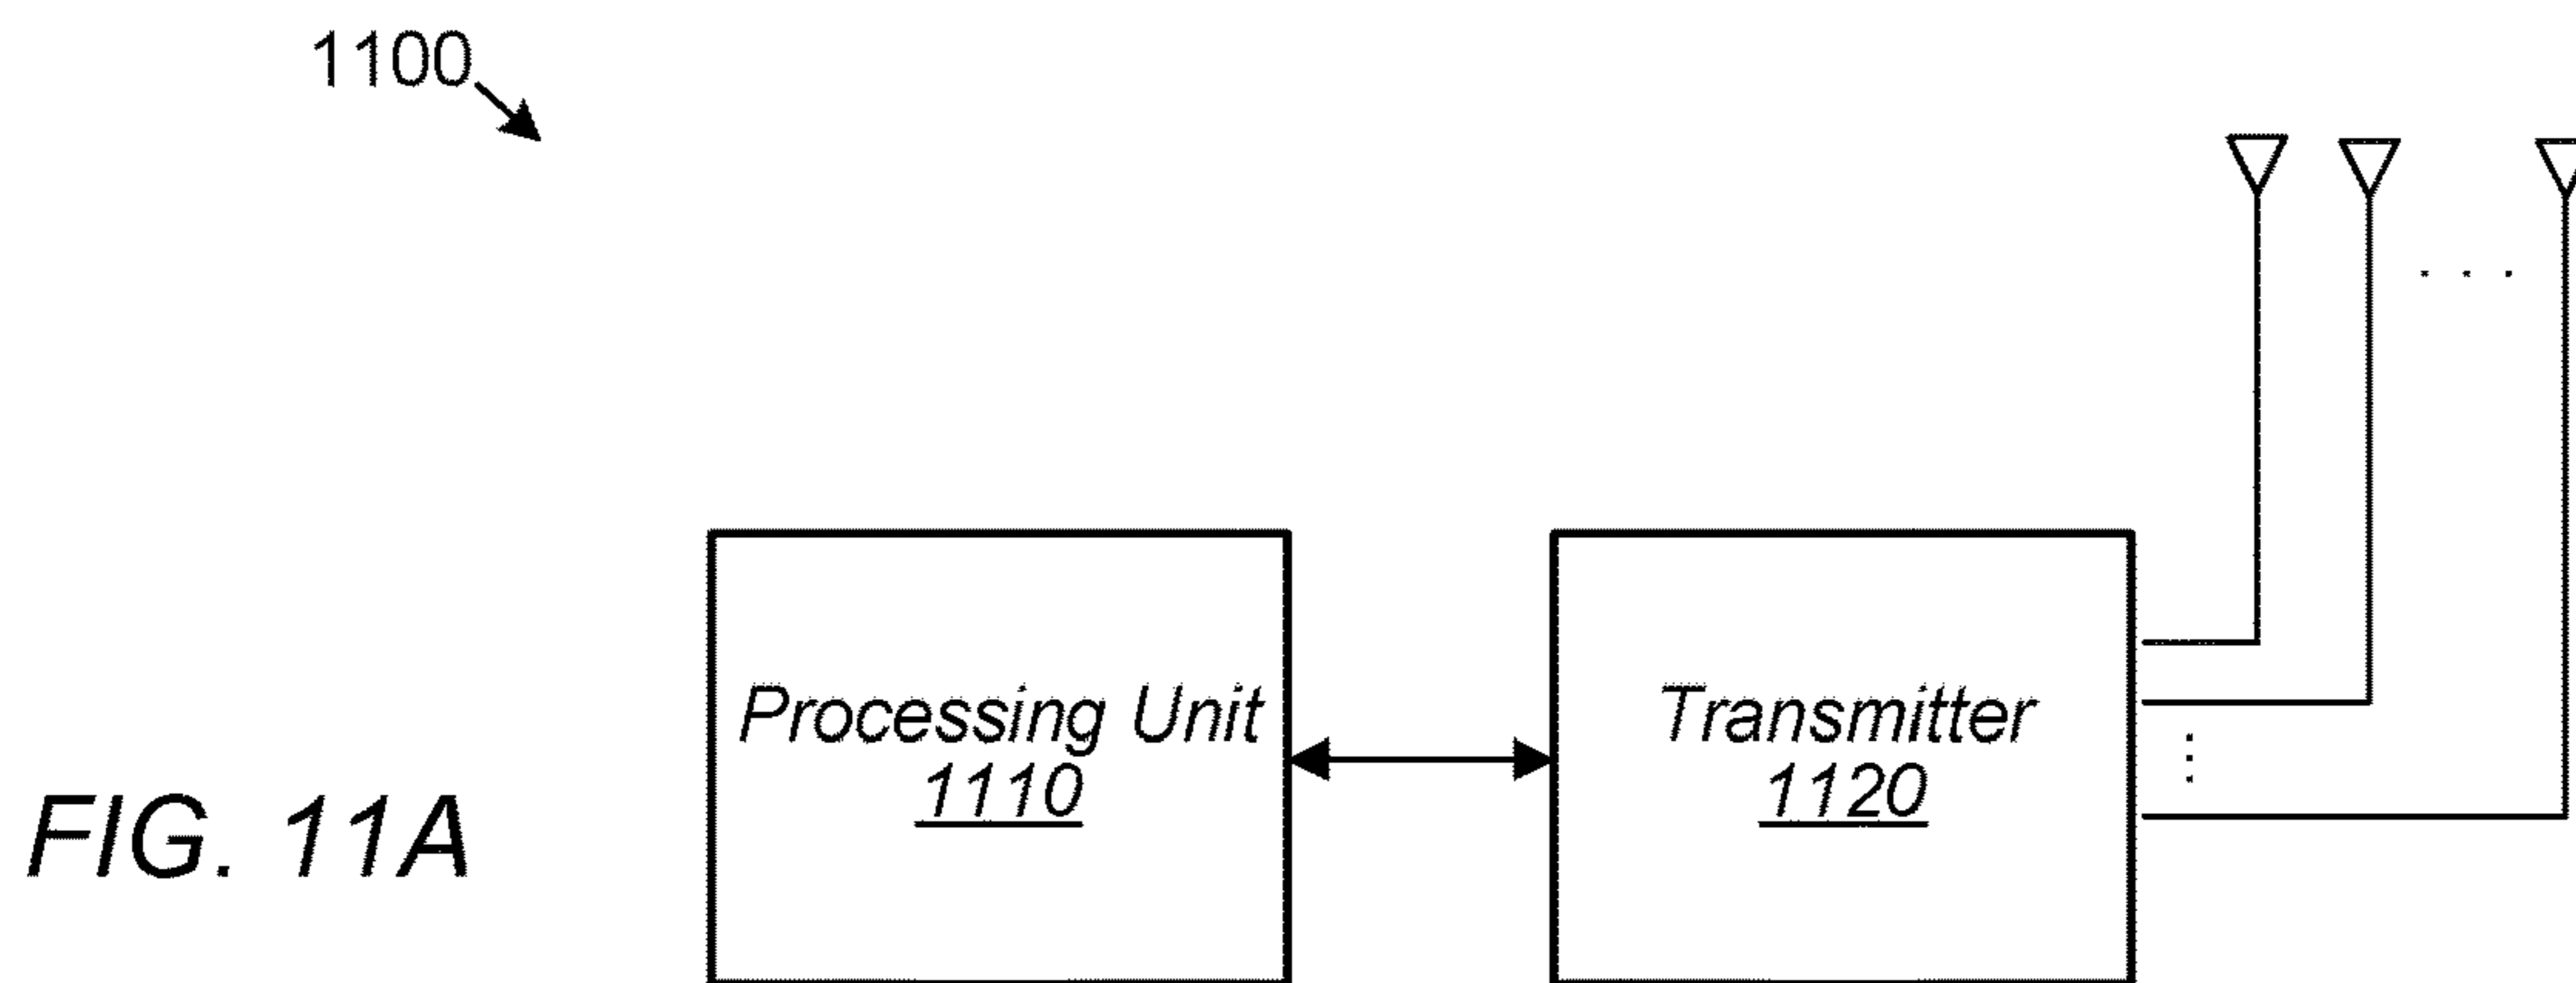 1100
Processing Unit
1110
Transmitter
1120
FIG. 11A